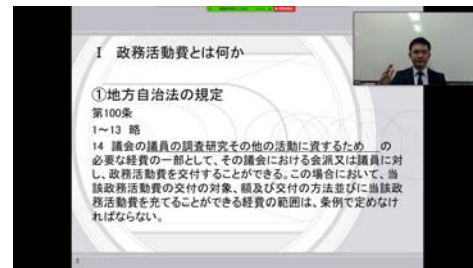 Ⅰ　政務活動費とは何か
①地方自治法の規定
第100条
1～13　略
14　議会の議員の調査研究その他の活動に資するため　の
必要な経費の一部として、その議会における会派又は議員に対
し、政務活動費を交付することができる。この場合において、当
該政務活動費の交付の対象、額及び交付の方法並びに当該政
務活動費を充てることができる経費の範囲は、条例で定めなけ
ればならない。
1